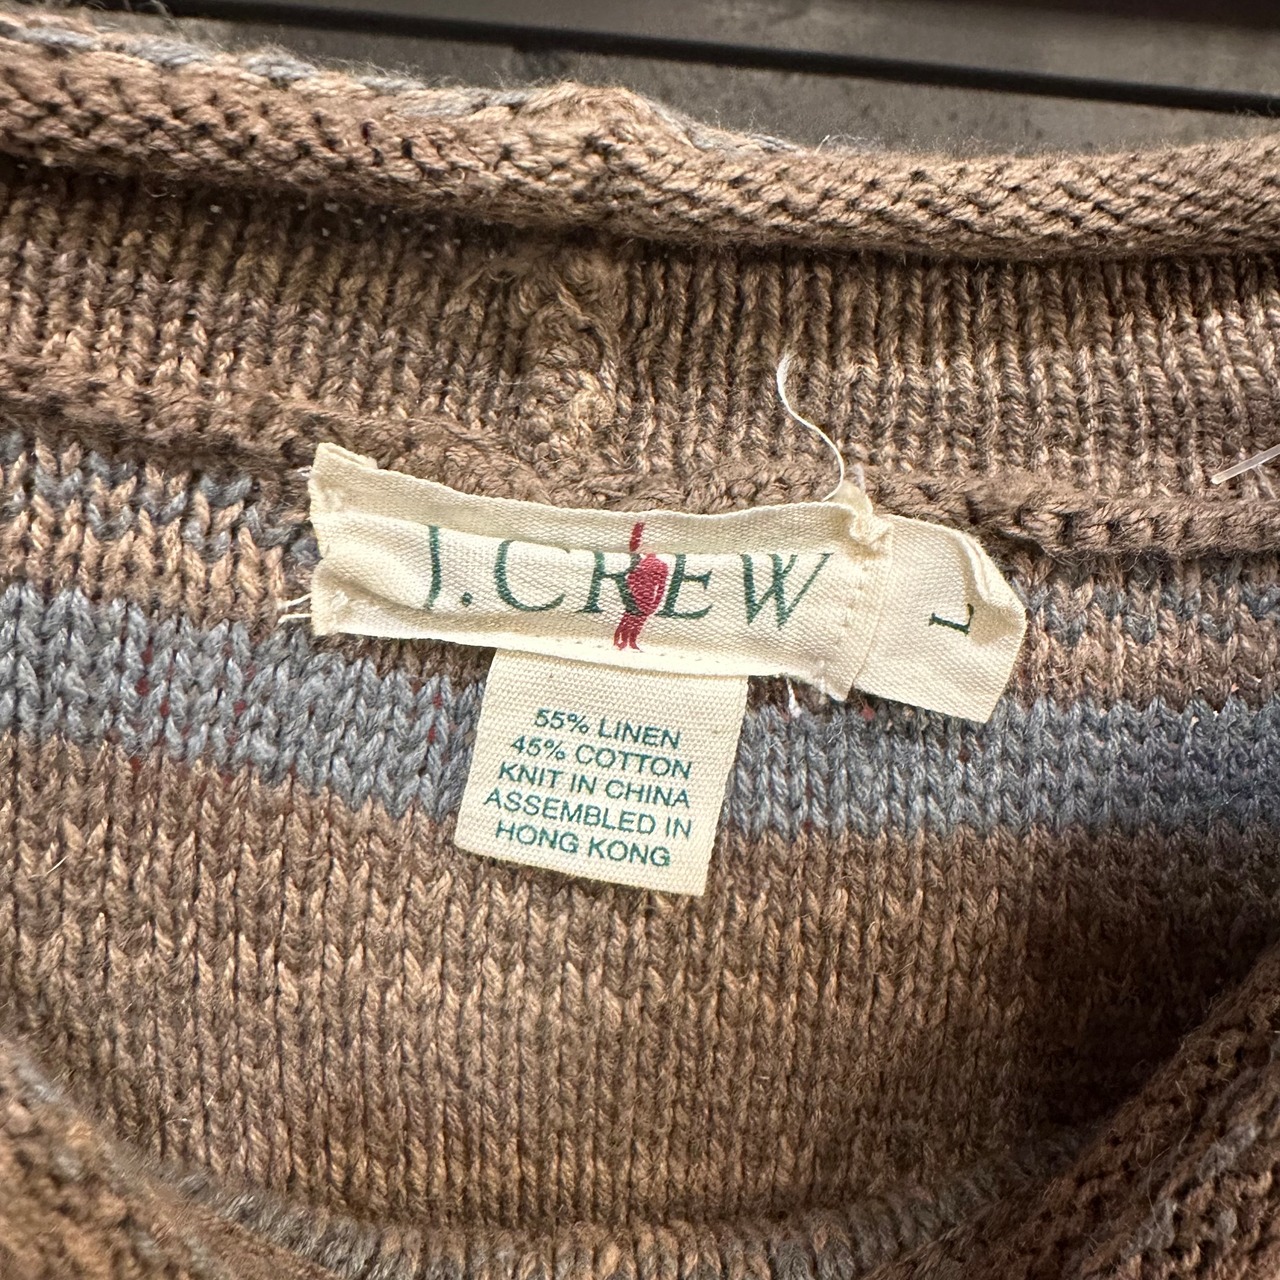 J.CREW
L
55% LINEN
45% COTTON
KNIT IN CHINA
ASSEMBLED IN
HONG KONG